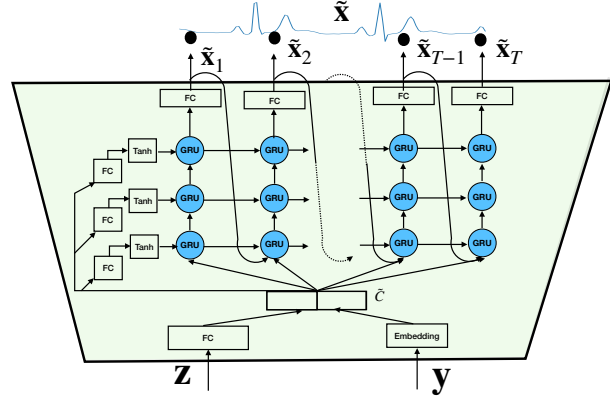 x̃
x̃₁ x̃₂ x̃_{T−1} x̃_T
FC FC FC FC
Tanh GRU GRU GRU GRU
FC
Tanh GRU GRU GRU GRU
FC
Tanh GRU GRU GRU GRU
FC
C̃
FC Embedding
z y